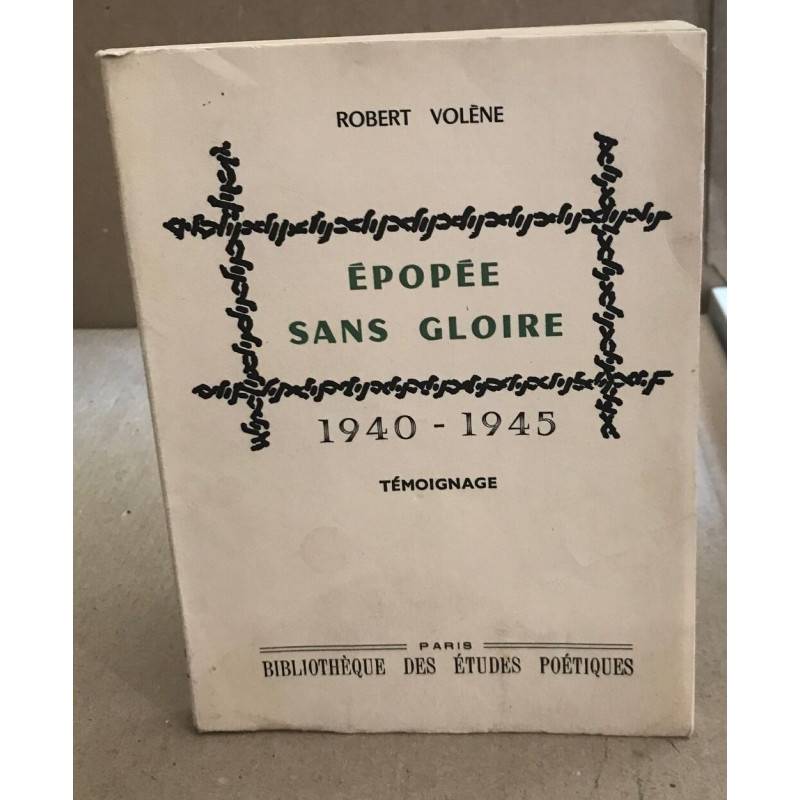 ROBERT VOLÈNE
ÉPOPÉE
SANS GLOIRE
1940 - 1945
TÉMOIGNAGE
PARIS
BIBLIOTHÈQUE DES ÉTUDES POÉTIQUES